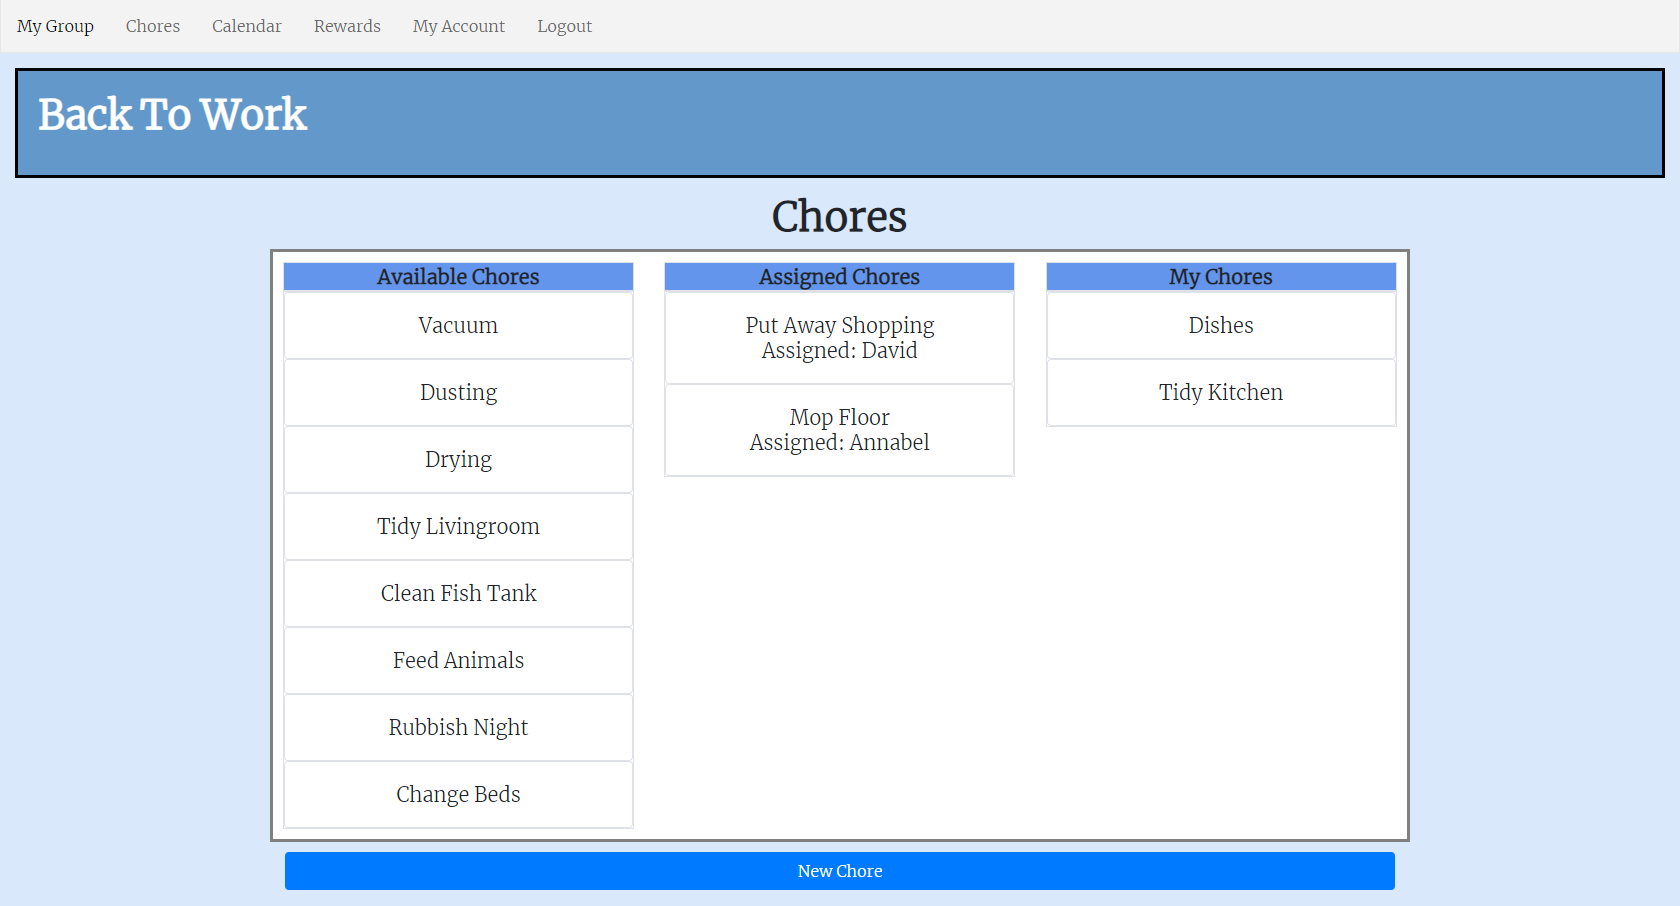 My Group
Chores
Calendar
Rewards
My Account
Logout
Back To Work
Chores
Available Chores
Vacuum
Dusting
Drying
Tidy Livingroom
Clean Fish Tank
Feed Animals
Rubbish Night
Change Beds
Assigned Chores
Put Away Shopping
Assigned: David
Mop Floor
Assigned: Annabel
My Chores
Dishes
Tidy Kitchen
New Chore